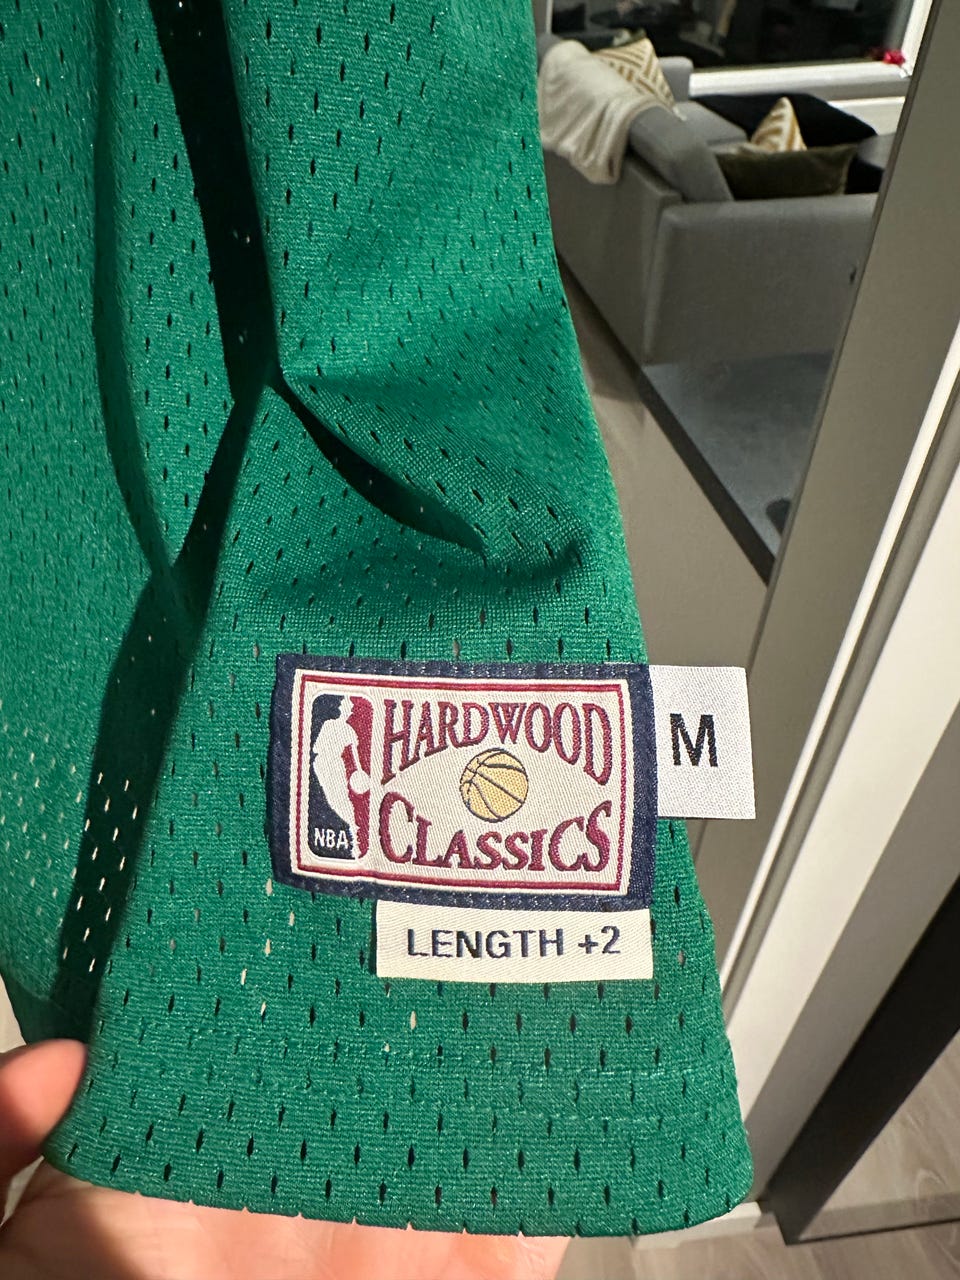 HARDWOOD
CLASSICS
NBA
M
LENGTH +2